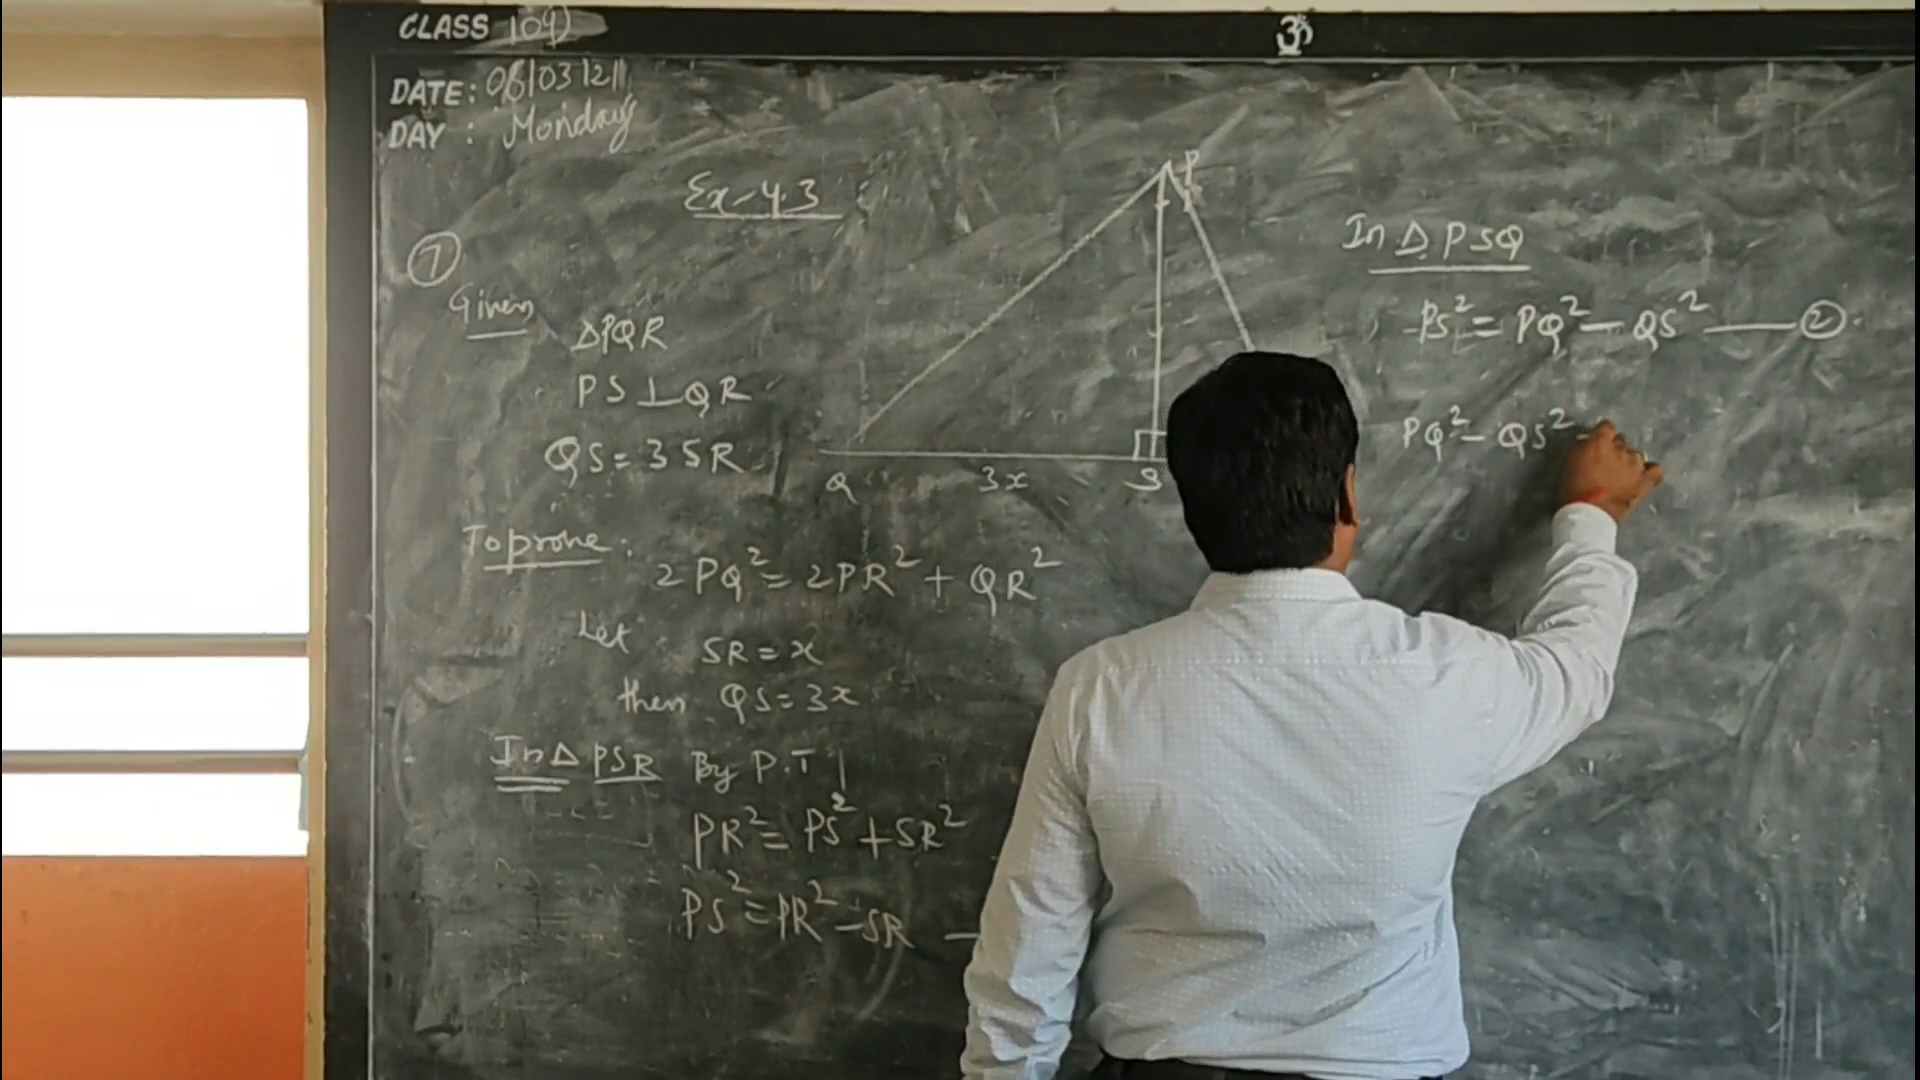 CLASS 10th
ॐ
DATE: 08/03/21
DAY : Monday
Ex-4.3
7
Given
ΔPQR
PS⊥QR
QS=3SR
To prove:
2PQ²=2PR²+QR²
Let SR=x
then QS=3x
In Δ PSR By P.T
PR²=PS²+SR²
PS²=PR²-SR —
P
Q 3x S
In Δ PSQ
PS²=PQ²-QS² — 2
PQ²-QS²